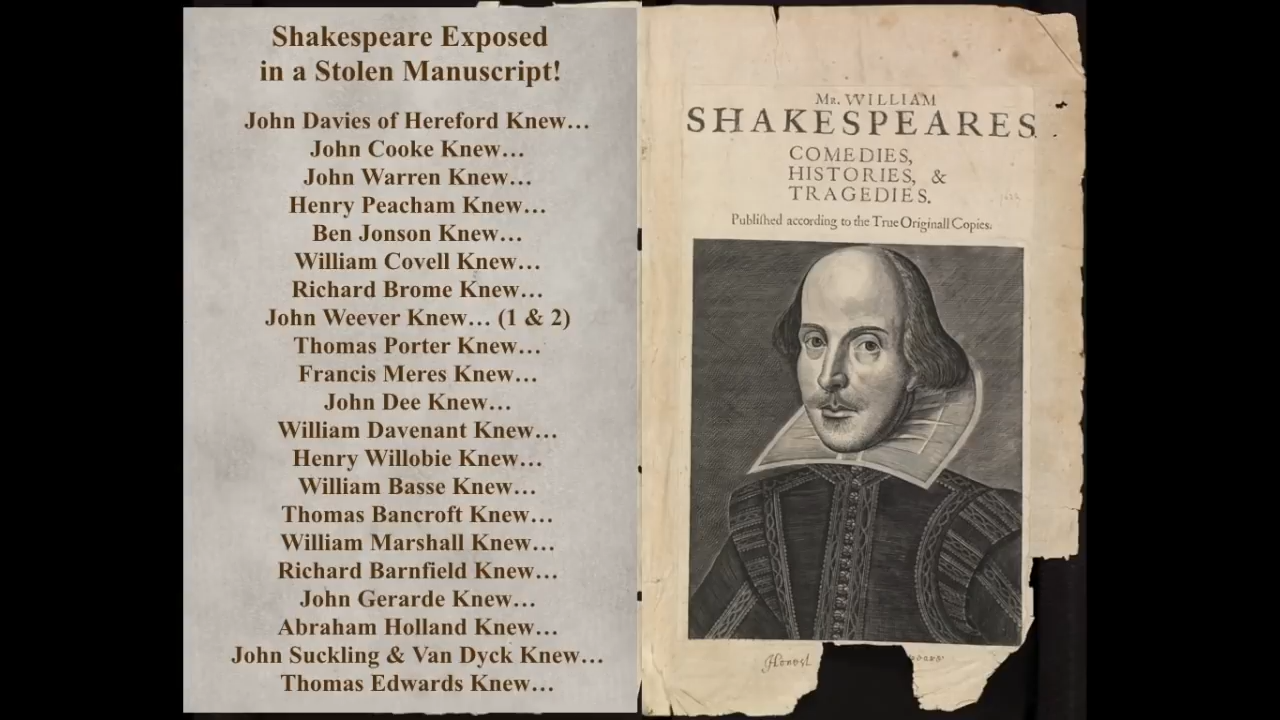 Shakespeare Exposed
in a Stolen Manuscript!
John Davies of Hereford Knew…
John Cooke Knew…
John Warren Knew…
Henry Peacham Knew…
Ben Jonson Knew…
William Covell Knew…
Richard Brome Knew…
John Weever Knew… (1 & 2)
Thomas Porter Knew…
Francis Meres Knew…
John Dee Knew…
William Davenant Knew…
Henry Willobie Knew…
William Basse Knew…
Thomas Bancroft Knew…
William Marshall Knew…
Richard Barnfield Knew…
John Gerarde Knew…
Abraham Holland Knew…
John Suckling & Van Dyck Knew…
Thomas Edwards Knew…
Mr. WILLIAM
SHAKESPEARES
COMEDIES,
HISTORIES, &
TRAGEDIES.
Publiſhed according to the True Originall Copies.